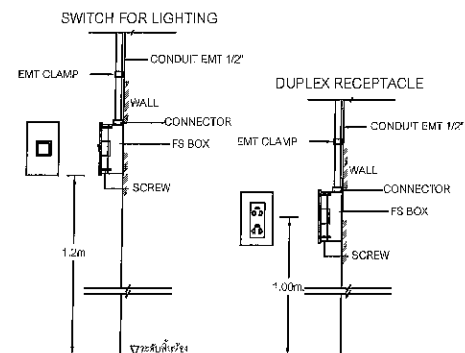 SWITCH FOR LIGHTING
CONDUIT EMT 1/2"
EMT CLAMP
WALL
CONNECTOR
FS BOX
SCREW
1.2m
DUPLEX RECEPTACLE
CONDUIT EMT 1/2"
EMT CLAMP
WALL
CONNECTOR
FS BOX
SCREW
1.00m.